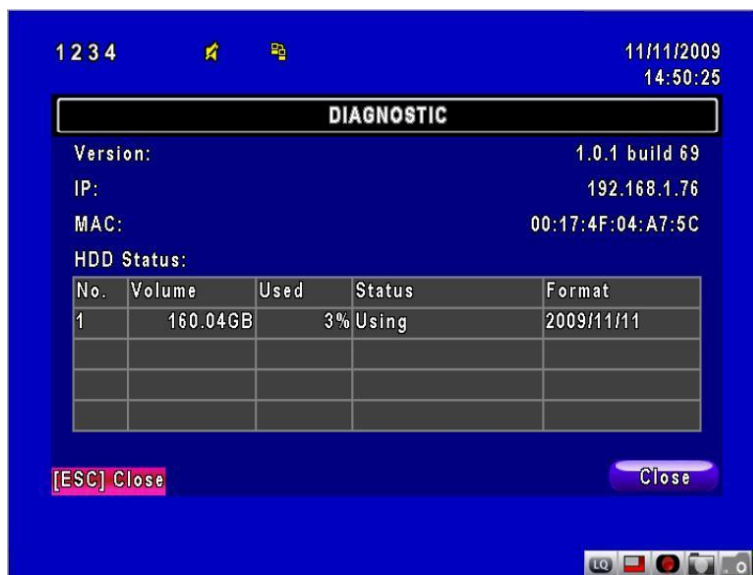 1234 11/11/2009
14:50:25
DIAGNOSTIC
Version: 1.0.1 build 69
IP: 192.168.1.76
MAC: 00:17:4F:04:A7:5C
HDD Status:
No. Volume Used Status Format
1 160.04GB 3% Using 2009/11/11
[ESC] Close Close
LQ